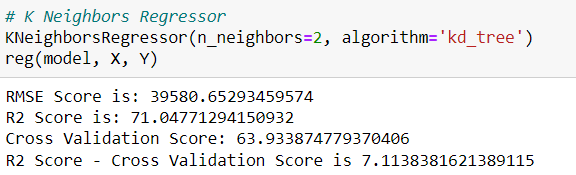 # K Neighbors Regressor
KNeighborsRegressor(n_neighbors=2, algorithm='kd_tree')
reg(model, X, Y)
RMSE Score is: 39580.65293459574
R2 Score is: 71.04771294150932
Cross Validation Score: 63.933874779370406
R2 Score - Cross Validation Score is 7.1138381621389115